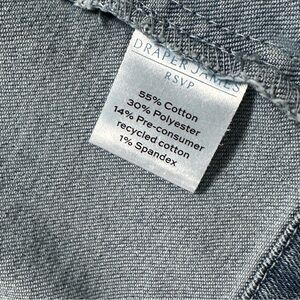 DRAPER JAMES
RSVP
55% Cotton
30% Polyester
14% Pre-consumer
recycled cotton
1% Spandex